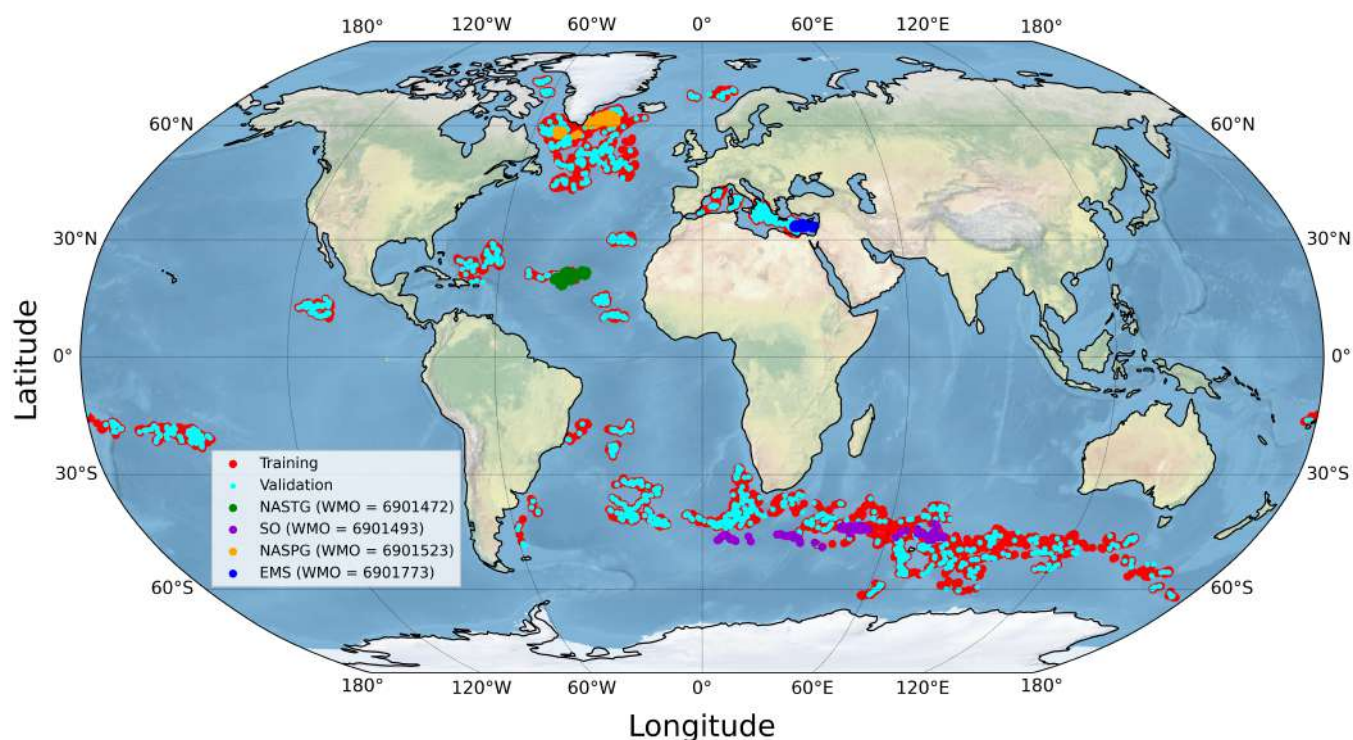 180° 120°W 60°W 0° 60°E 120°E 180°
60°N 60°N
30°N 30°N
0° 0°
30°S 30°S
60°S 60°S
Latitude
Training
Validation
NASTG (WMO = 6901472)
SO (WMO = 6901493)
NASPG (WMO = 6901523)
EMS (WMO = 6901773)
180° 120°W 60°W 0° 60°E 120°E 180°
Longitude